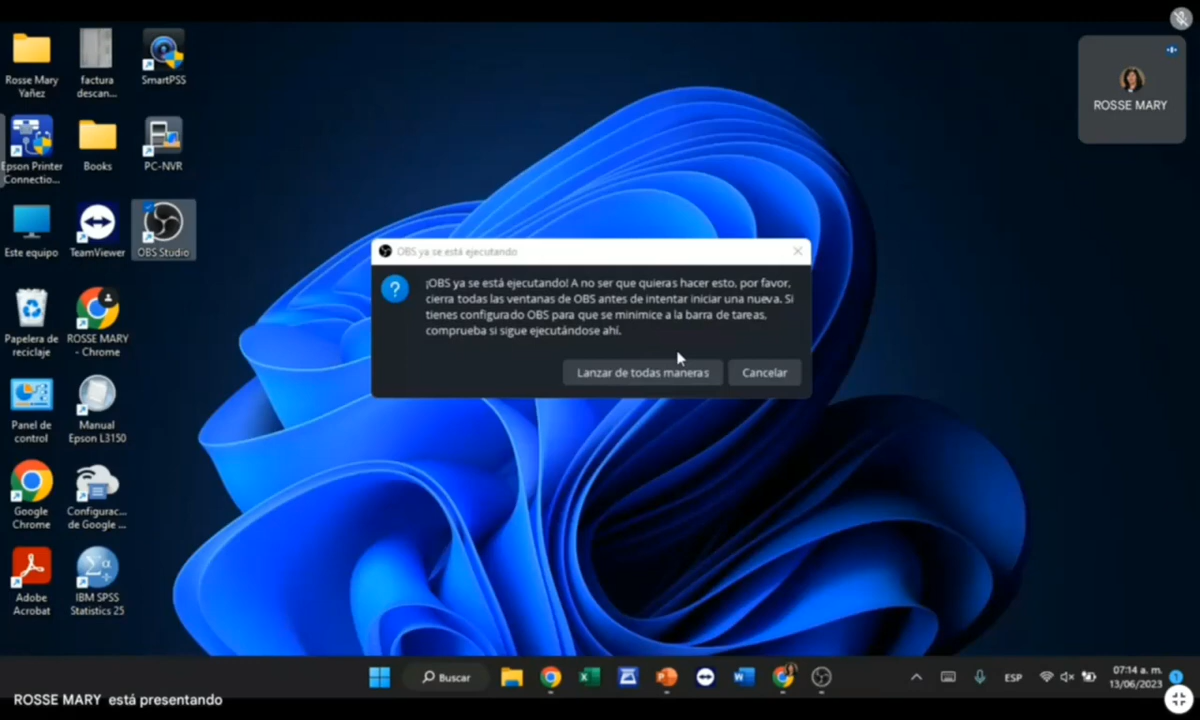 Rosse Mary
Yañez
factura
descan...
SmartPSS
Epson Printer
Connectio...
Books
PC-NVR
Este equipo
TeamViewer
OBS Studio
Papelera de
reciclaje
ROSSE MARY
- Chrome
Panel de
control
Manual
Epson L3150
Google
Chrome
Configurac...
de Google ...
Adobe
Acrobat
IBM SPSS
Statistics 25
ROSSE MARY
OBS ya se está ejecutando
¡OBS ya se está ejecutando! A no ser que quieras hacer esto, por favor,
cierra todas las ventanas de OBS antes de intentar iniciar una nueva. Si
tienes configurado OBS para que se minimice a la barra de tareas,
comprueba si sigue ejecutándose ahí.
Lanzar de todas maneras
Cancelar
Buscar
ESP
07:14 a. m.
13/06/2023
ROSSE MARY está presentando